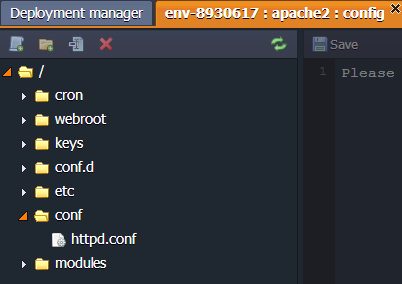 Deployment manager
env-8930617 : apache2 : config
Save
/
1 Please
cron
webroot
keys
conf.d
etc
conf
httpd.conf
modules